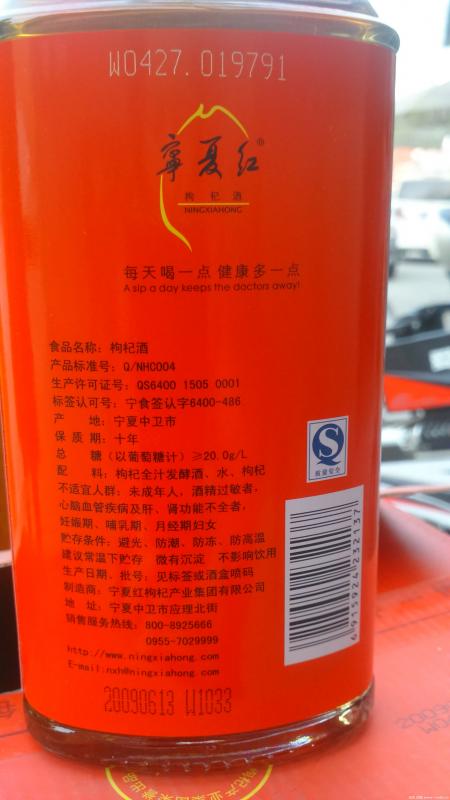 W0427.019791
寧夏红®
枸杞酒
NINGXIAHONG
每天喝一点 健康多一点
A sip a day keeps the doctors away!
食品名称：枸杞酒
产品标准号：Q/NHC004
生产许可证号：QS6400 1505 0001
标签认可号：宁食签认字6400-486
产 地：宁夏中卫市
保 质 期：十年
总 糖（以葡萄糖计）≥20.0g/L
配 料：枸杞全汁发酵酒、水、枸杞
不适宜人群：未成年人，酒精过敏者，
心脑血管疾病及肝、肾功能不全者，
妊娠期、哺乳期、月经期妇女
贮存条件：避光、防潮、防冻、防高温
建议常温下贮存 微有沉淀 不影响饮用
生产日期、批号：见标签或酒盒喷码
制造商：宁夏红枸杞产业集团有限公司
地 址：宁夏中卫市应理北街
销售服务热线：800-8925666
0955-7029999
http://www.ningxiahong.com
E-mail:nxh@ningxiahong.com
20090613 W1033
质量安全
6915924232137